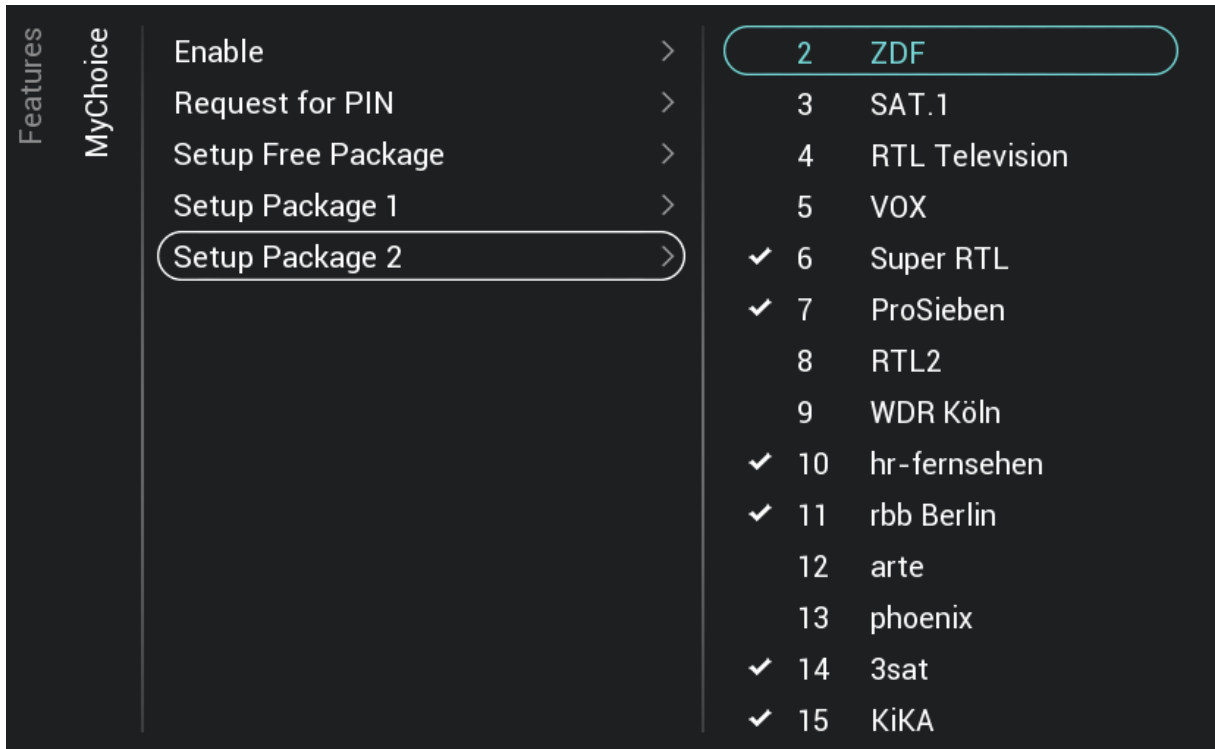 Features
MyChoice
Enable
Request for PIN
Setup Free Package
Setup Package 1
Setup Package 2
2 ZDF
3 SAT.1
4 RTL Television
5 VOX
6 Super RTL
7 ProSieben
8 RTL2
9 WDR Köln
10 hr-fernsehen
11 rbb Berlin
12 arte
13 phoenix
14 3sat
15 KiKA